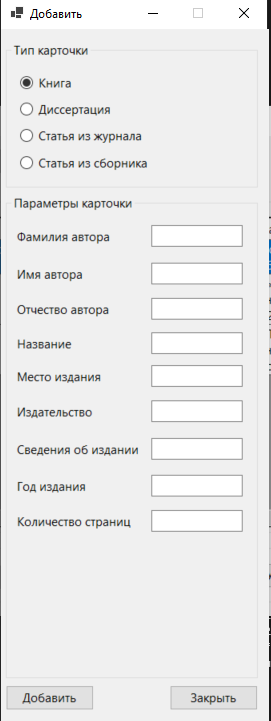 Добавить
Тип карточки
Книга
Диссертация
Статья из журнала
Статья из сборника
Параметры карточки
Фамилия автора
Имя автора
Отчество автора
Название
Место издания
Издательство
Сведения об издании
Год издания
Количество страниц
Добавить
Закрыть